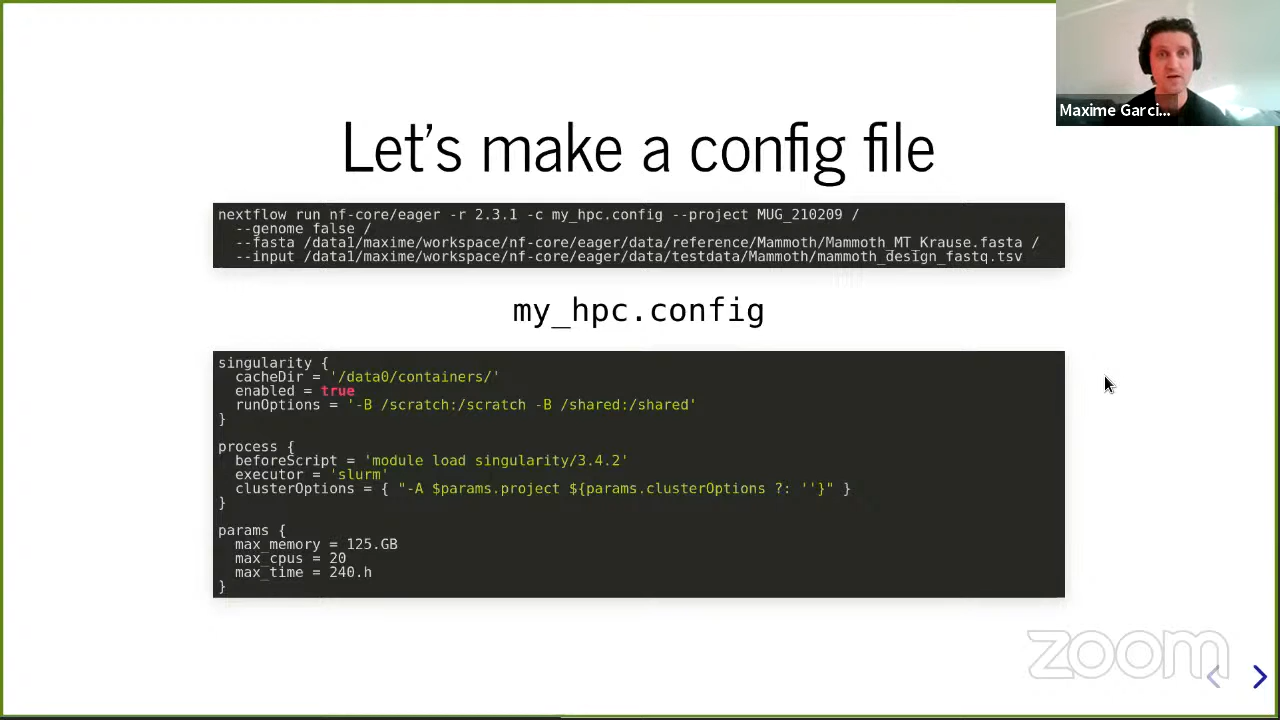 Maxime Garci...
Let's make a config file
nextflow run nf-core/eager -r 2.3.1 -c my_hpc.config --project MUG_210209 /
--genome false /
--fasta /data1/maxime/workspace/nf-core/eager/data/reference/Mammoth/Mammoth_MT_Krause.fasta /
--input /data1/maxime/workspace/nf-core/eager/data/testdata/Mammoth/mammoth_design_fastq.tsv
my_hpc.config
singularity {
cacheDir = '/data0/containers/'
enabled = true
runOptions = '-B /scratch:/scratch -B /shared:/shared'
}
process {
beforeScript = 'module load singularity/3.4.2'
executor = 'slurm'
clusterOptions = { "-A $params.project ${params.clusterOptions ?: ''}" }
}
params {
max_memory = 125.GB
max_cpus = 20
max_time = 240.h
}
zoom